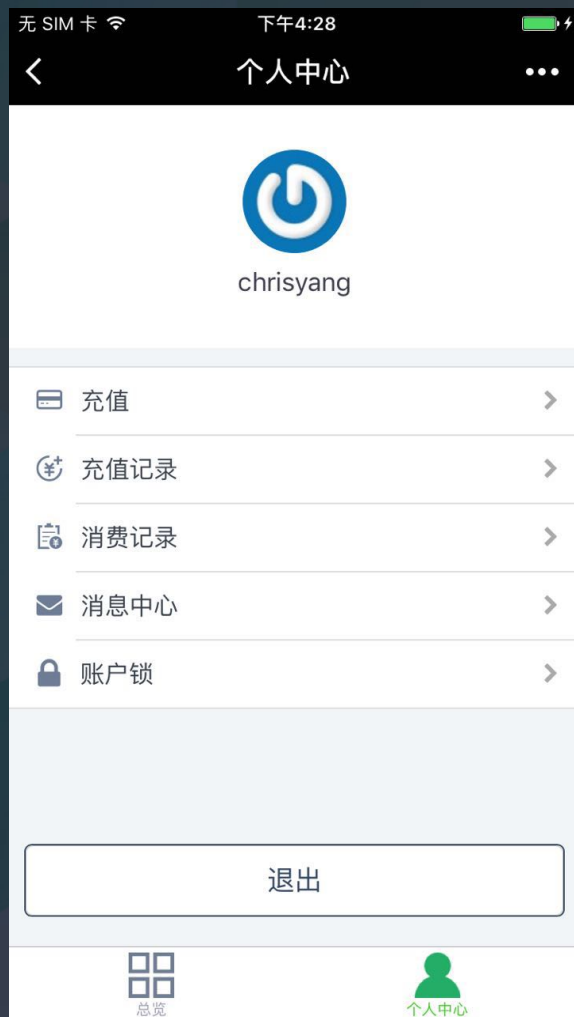 无 SIM 卡
下午4:28
个人中心
chrisyang
充值
充值记录
消费记录
消息中心
账户锁
退出
总览
个人中心